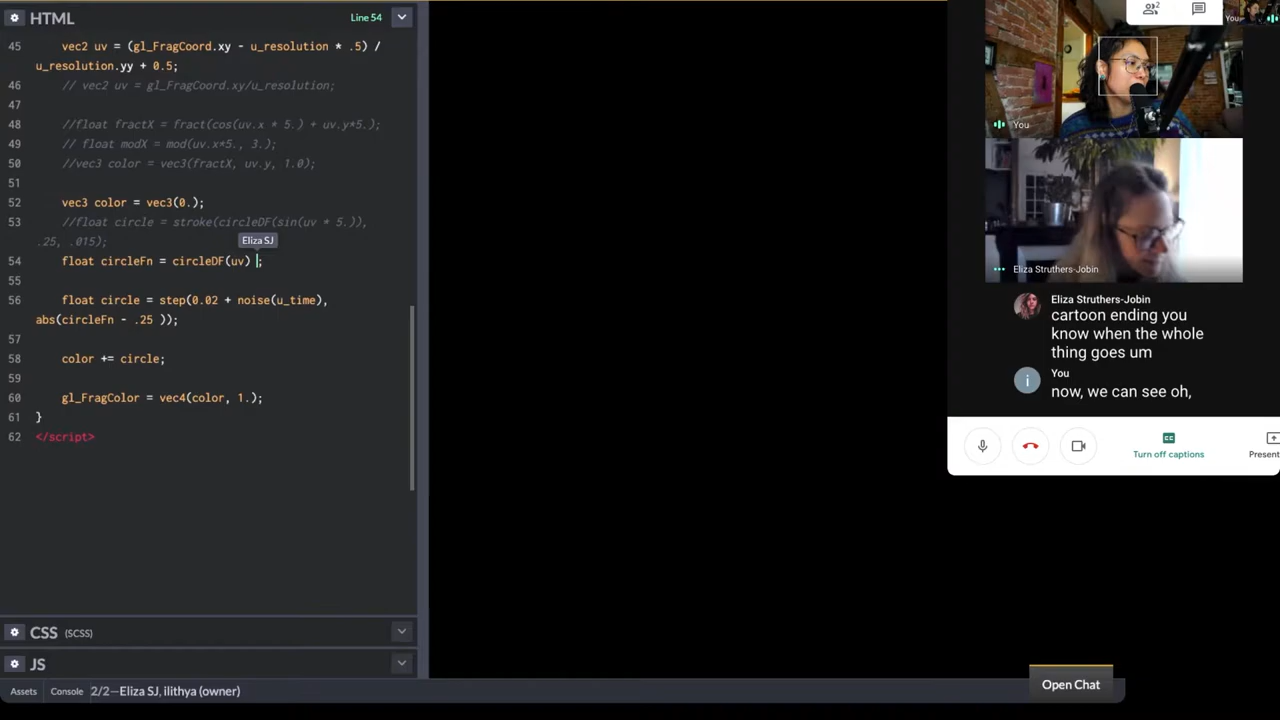 HTML
Line 54
45 vec2 uv = (gl_FragCoord.xy - u_resolution * .5) /
u_resolution.yy + 0.5;
46 // vec2 uv = gl_FragCoord.xy/u_resolution;
47
48 //float fractX = fract(cos(uv.x * 5.) + uv.y*5.);
49 // float modX = mod(uv.x*5., 3.);
50 //vec3 color = vec3(fractX, uv.y, 1.0);
51
52 vec3 color = vec3(0.);
53 //float circle = stroke(circleDF(sin(uv * 5.)),
.25, .015);
Eliza SJ
54 float circleFn = circleDF(uv) ;
55
56 float circle = step(0.02 + noise(u_time),
abs(circleFn - .25 ));
57
58 color += circle;
59
60 gl_FragColor = vec4(color, 1.);
61 }
62 </script>
CSS (SCSS)
JS
Assets Console 2/2—Eliza SJ, ilithya (owner)
Open Chat
2
You
You
Eliza Struthers-Jobin
Eliza Struthers-Jobin
cartoon ending you
know when the whole
thing goes um
i
You
now, we can see oh,
Turn off captions
Present